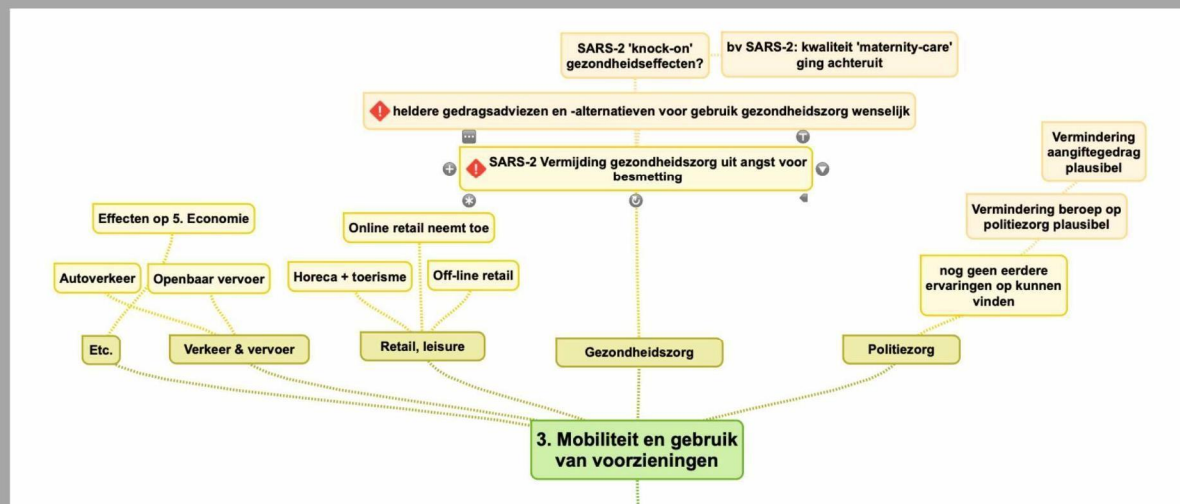 SARS-2 'knock-on'
gezondheidseffecten?
bv SARS-2: kwaliteit 'maternity-care'
ging achteruit
heldere gedragsadviezen en -alternatieven voor gebruik gezondheidszorg wenselijk
SARS-2 Vermijding gezondheidszorg uit angst voor
besmetting
Vermindering
aangiftegedrag
plausibel
Vermindering beroep op
politiezorg plausibel
nog geen eerdere
ervaringen op kunnen
vinden
Effecten op 5. Economie
Online retail neemt toe
Autoverkeer
Openbaar vervoer
Horeca + toerisme
Off-line retail
Etc.
Verkeer & vervoer
Retail, leisure
Gezondheidszorg
Politiezorg
3. Mobiliteit en gebruik
van voorzieningen